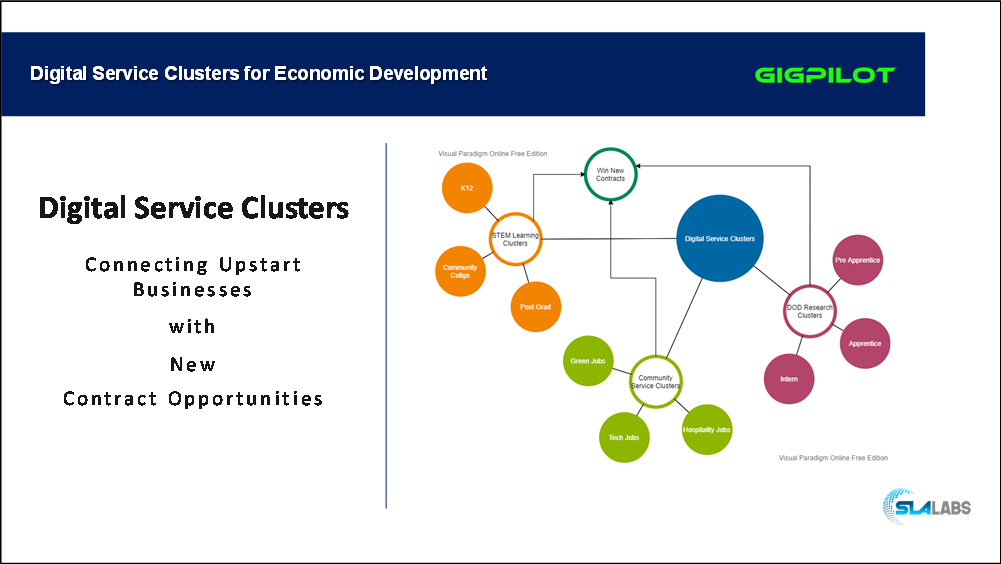 Digital Service Clusters for Economic Development
GIGPILOT
Digital Service Clusters
Connecting Upstart
Businesses
with
New
Contract Opportunities
Visual Paradigm Online Free Edition
Win New
Contracts
K12
STEM Learning
Clusters
Community
Collge
Post Grad
Digital Service Clusters
Pre Apprentice
DOD Research
Clusters
Apprentice
Intern
Green Jobs
Community
Service Clusters
Tech Jobs
Hospitality Jobs
Visual Paradigm Online Free Edition
SLALABS